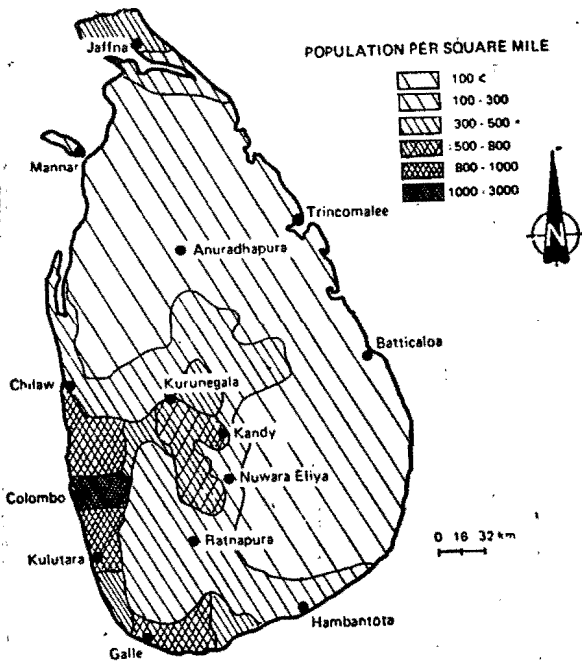 POPULATION PER SQUARE MILE
100 <
100 - 300
300 - 500
500 - 800
800 - 1000
1000 - 3000
N
Jaffna
Mannar
Trincomalee
Anuradhapura
Batticaloa
Chilaw
Kurunegala
Kandy
Nuwara Eliya
Colombo
Ratnapura
0 16 32 km
Kulutara
Hambantota
Galle